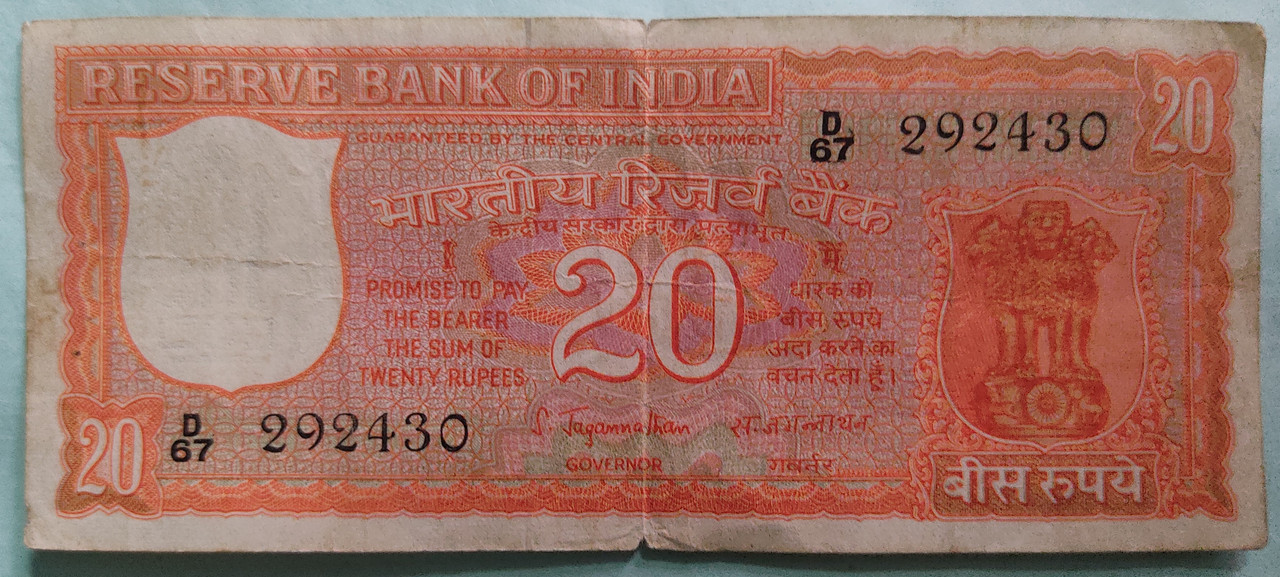 RESERVE BANK OF INDIA
20
D
67 292430
GUARANTEED BY THE CENTRAL GOVERNMENT
भारतीय रिज़र्व बैंक
केन्द्रीय सरकार द्वारा प्रत्याभूत
I
PROMISE TO PAY
THE BEARER
THE SUM OF
TWENTY RUPEES
20
मैं
धारक को
बीस रुपये
अदा करने का
वचन देता हूँ।
D
67 292430
S. Jagannathan
स. जगन्नाथन
GOVERNOR
गवर्नर
20
बीस रुपये